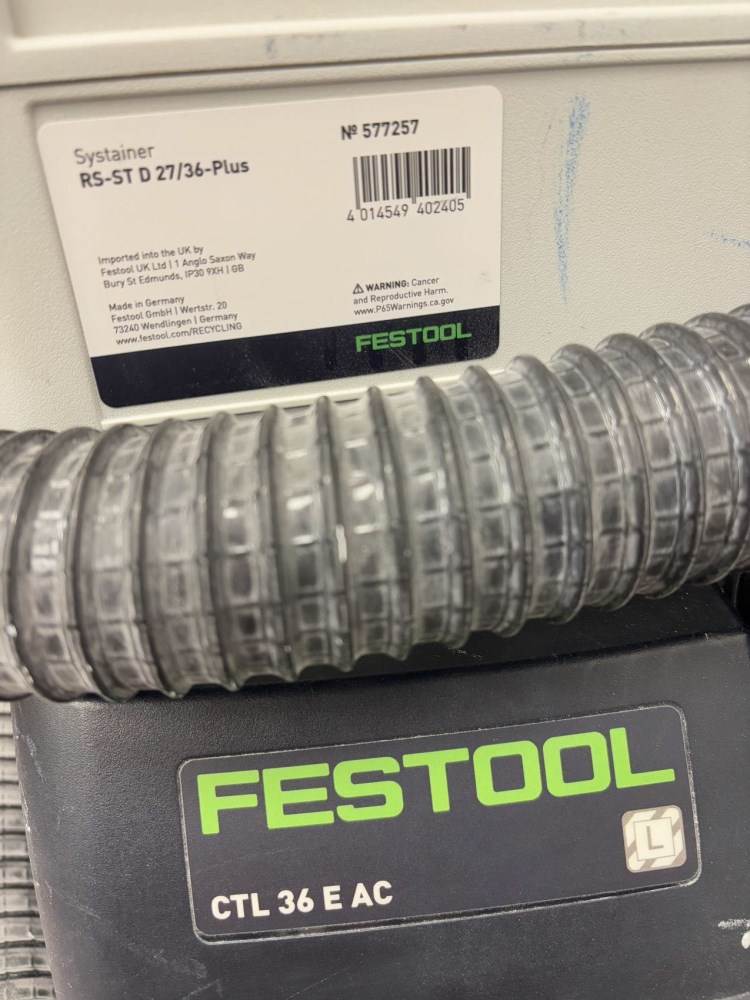 Systainer
RS-ST D 27/36-Plus
Nº 577257
4 014549 402405
Imported into the UK by
Festool UK Ltd | 1 Anglo Saxon Way
Bury St Edmunds, IP30 9XH | GB
Made in Germany
Festool GmbH | Wertstr. 20
73240 Wendlingen | Germany
www.festool.com/RECYCLING
⚠ WARNING: Cancer
and Reproductive Harm.
www.P65Warnings.ca.gov
FESTOOL
FESTOOL
L
CTL 36 E AC